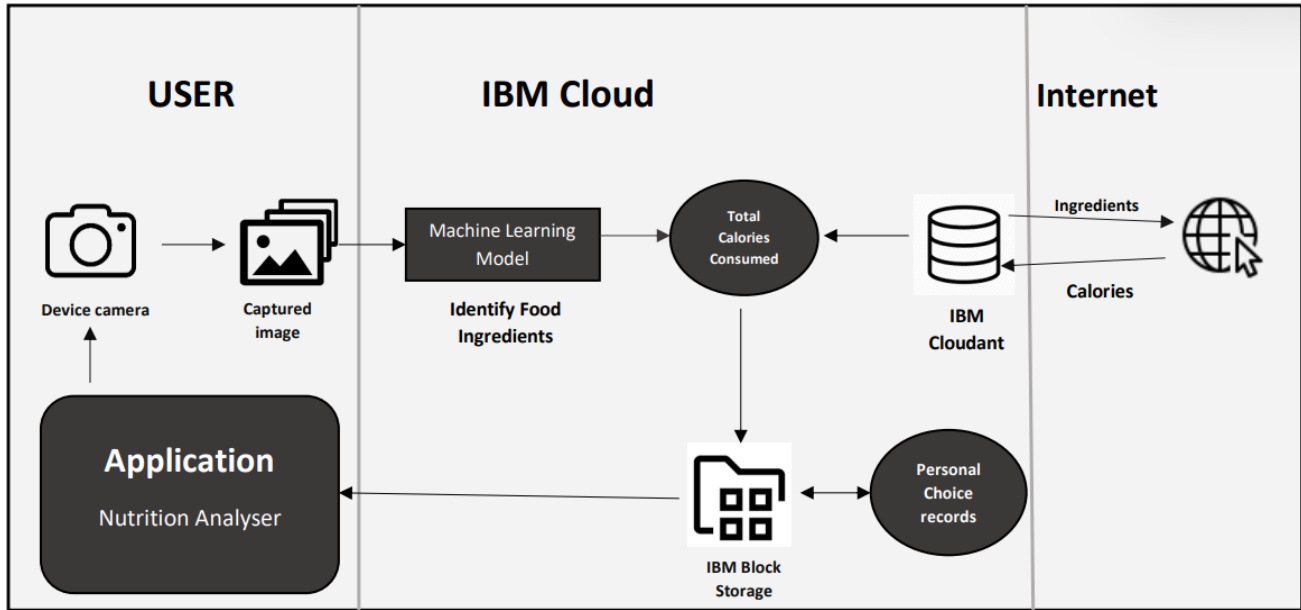 USER
IBM Cloud
Internet
Device camera
Captured
image
Machine Learning
Model
Identify Food
Ingredients
Total
Calories
Consumed
IBM
Cloudant
Ingredients
Calories
Application
Nutrition Analyser
IBM Block
Storage
Personal
Choice
records